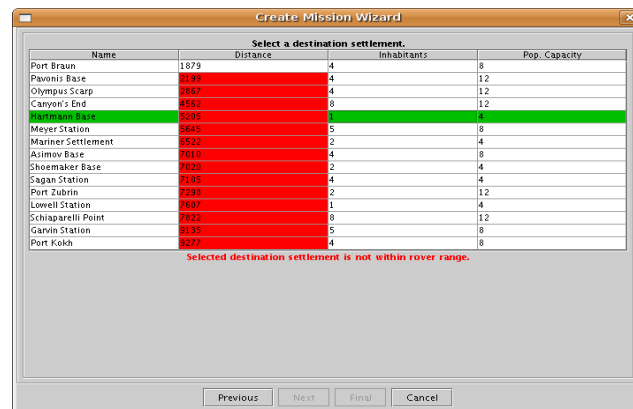 Create Mission Wizard
Select a destination settlement.
Name Distance Inhabitants Pop. Capacity
Port Braun 1879 4 8
Pavonis Base 2199 4 12
Olympus Scarp 2867 4 12
Canyon's End 4562 8 12
Hartmann Base 5205 1 4
Meyer Station 5645 5 8
Mariner Settlement 6522 2 4
Asimov Base 7010 4 8
Shoemaker Base 7020 2 4
Sagan Station 7105 4 4
Port Zubrin 7290 2 12
Lowell Station 7607 1 4
Schiaparelli Point 7822 8 12
Garvin Station 9135 5 8
Port Kokh 9277 4 8
Selected destination settlement is not within rover range.
Previous Next Final Cancel